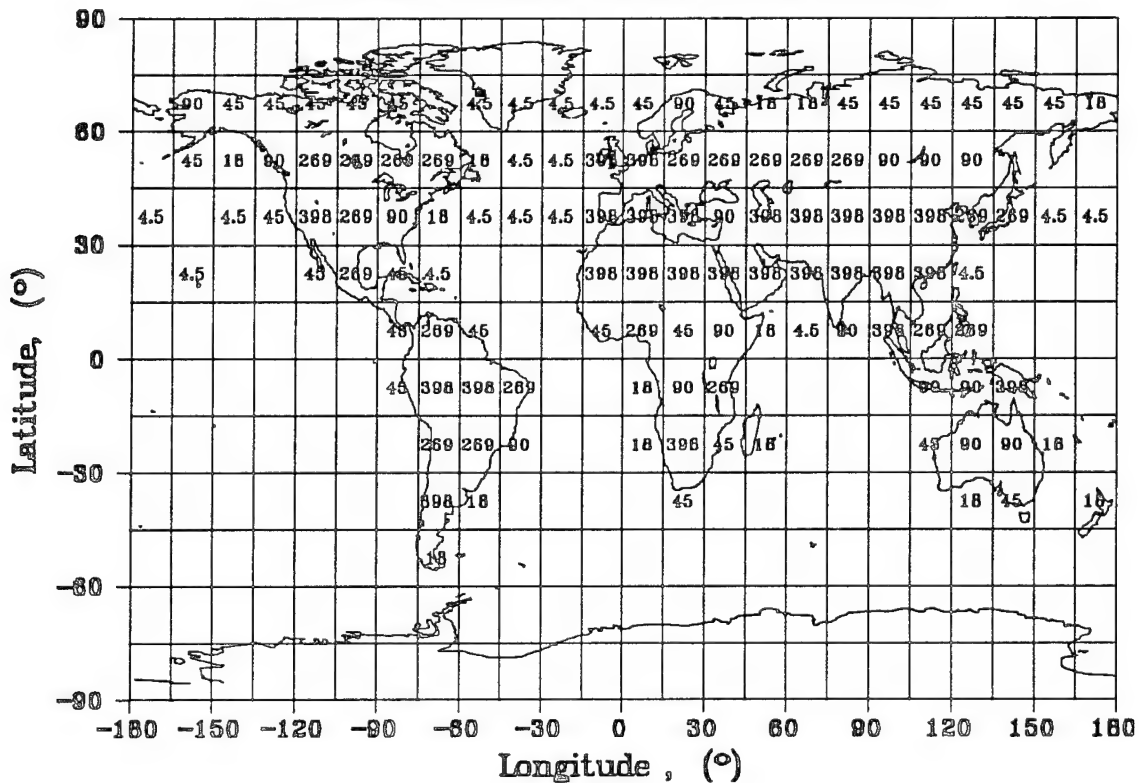 90
90 45 45 45 45 45 45 4.5 4.5 4.5 45 90 45 18 18 45 45 45 45 45 45 18
60
45 18 90 269 269 269 269 18 4.5 4.5 398 398 269 269 269 269 269 90 90 90
4.5 4.5 45 398 269 90 18 4.5 4.5 4.5 398 398 398 90 398 398 398 398 398 269 269 4.5 4.5
30
4.5 45 269 45 4.5 398 398 398 398 398 398 398 398 398 4.5
45 269 45 45 269 45 90 18 4.5 90 398 269 269
0
45 398 398 269 18 90 269 90 90 398
269 269 90 18 398 45 18 45 90 90 18
-30
398 18 45 18 45 18
18
-60
-90
-180 -150 -120 -90 -60 -30 0 30 60 90 120 150 180
Longitude , (°)
Latitude, (°)